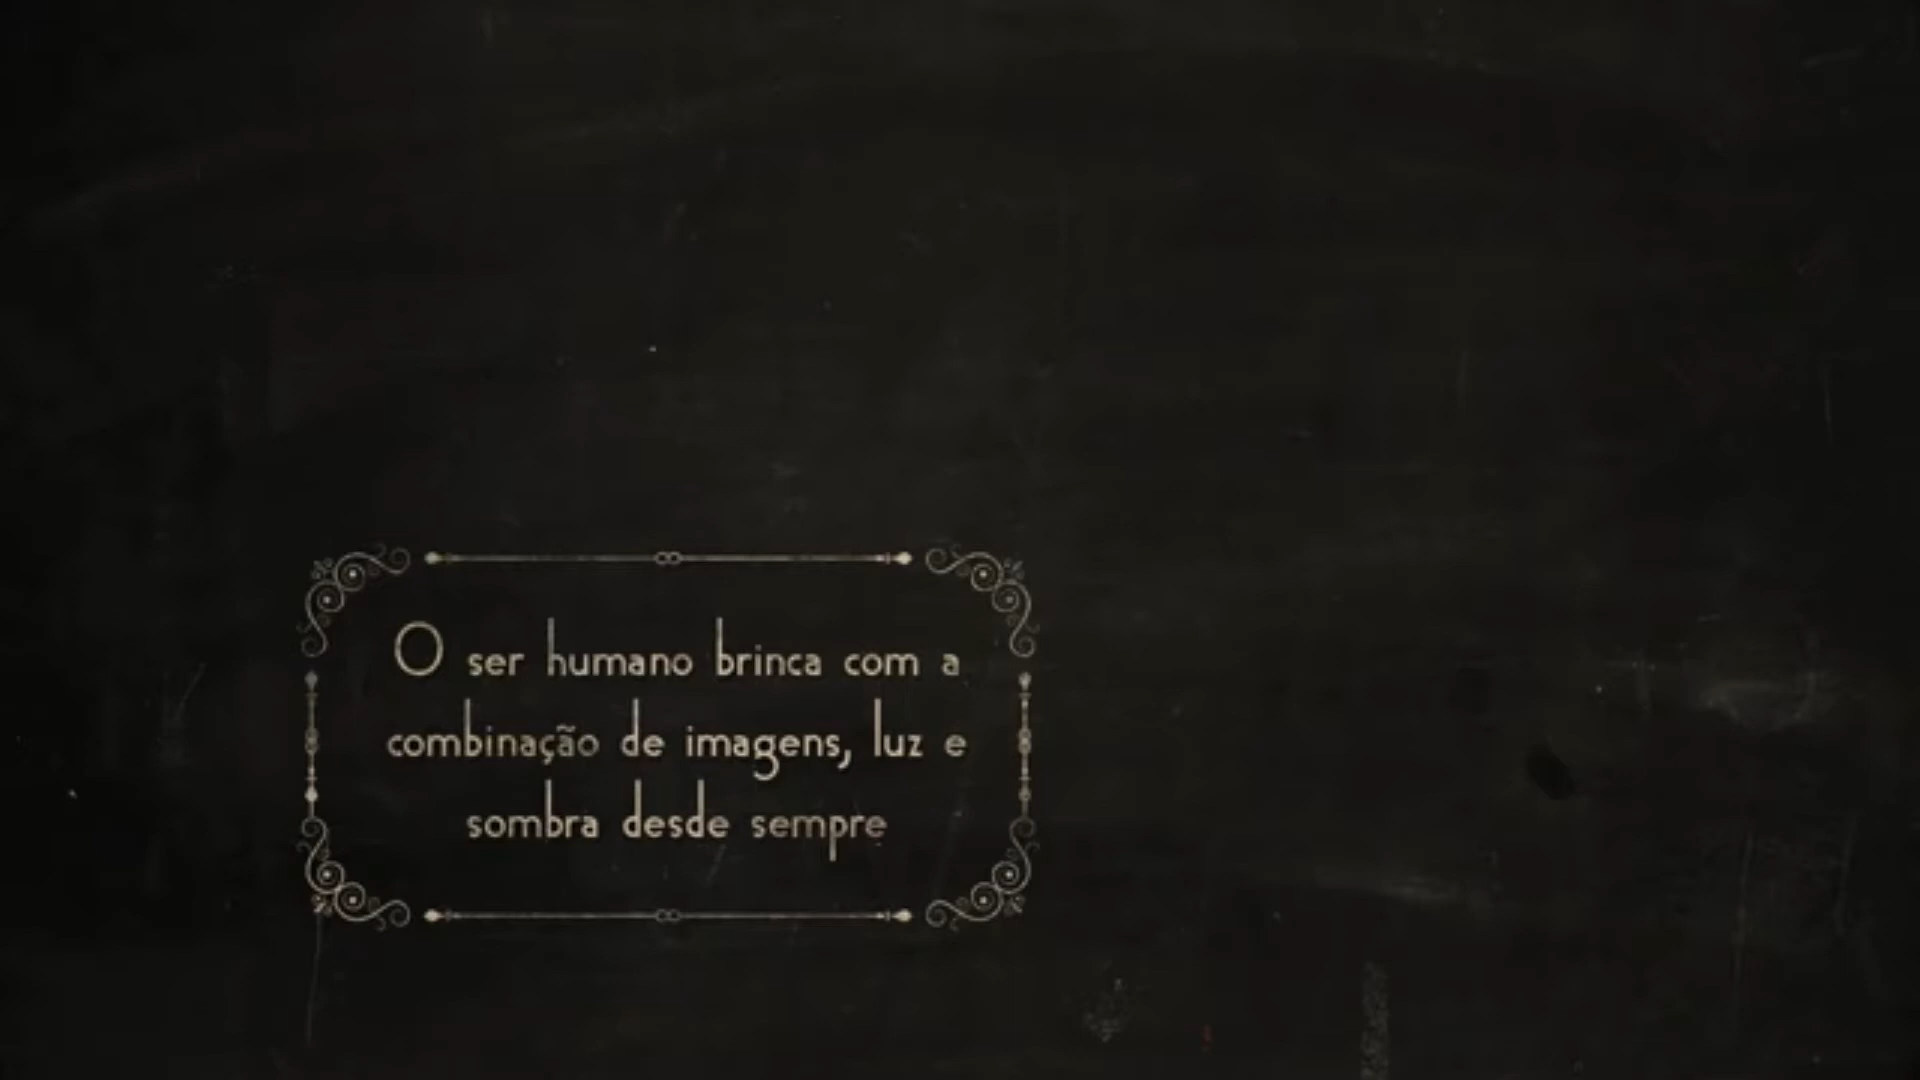 O ser humano brinca com a
combinação de imagens, luz e
sombra desde sempre